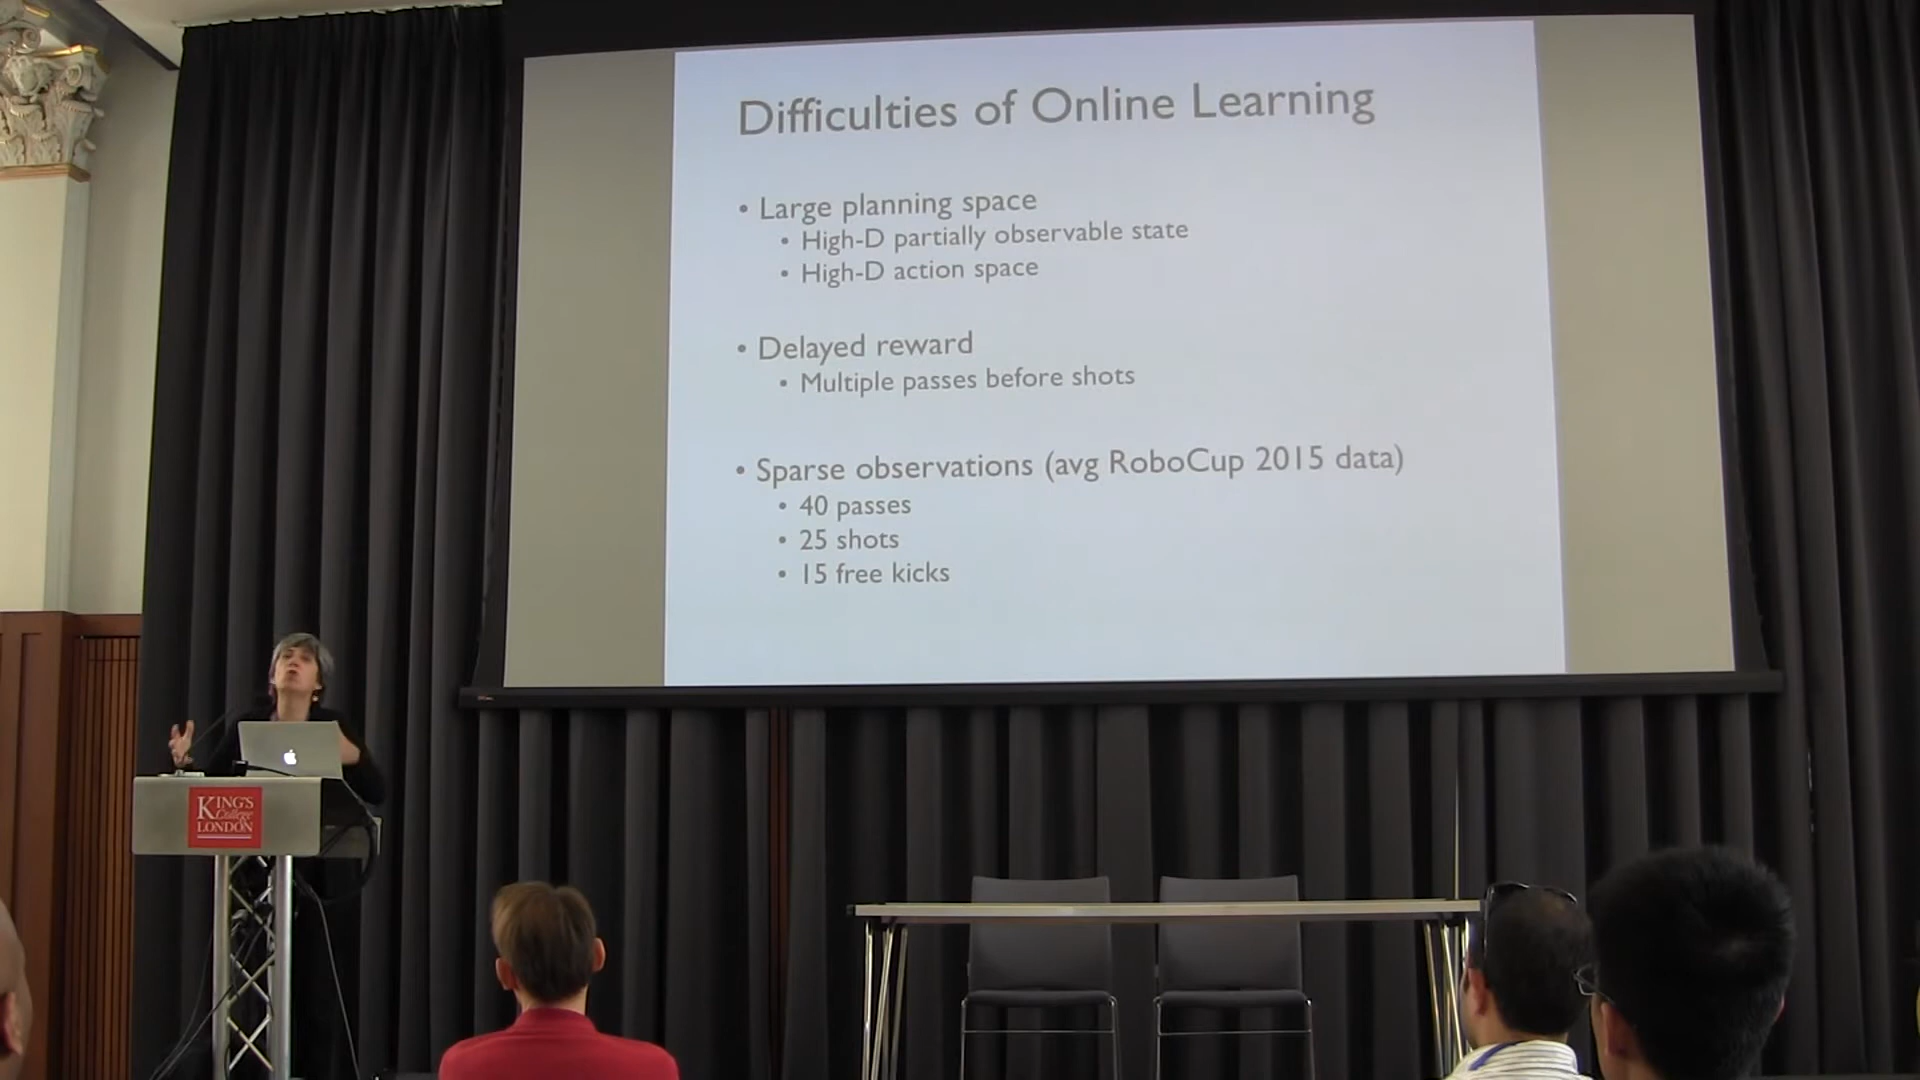 Difficulties of Online Learning
• Large planning space
• High-D partially observable state
• High-D action space
• Delayed reward
• Multiple passes before shots
• Sparse observations (avg RoboCup 2015 data)
• 40 passes
• 25 shots
• 15 free kicks
KING'S
College
LONDON